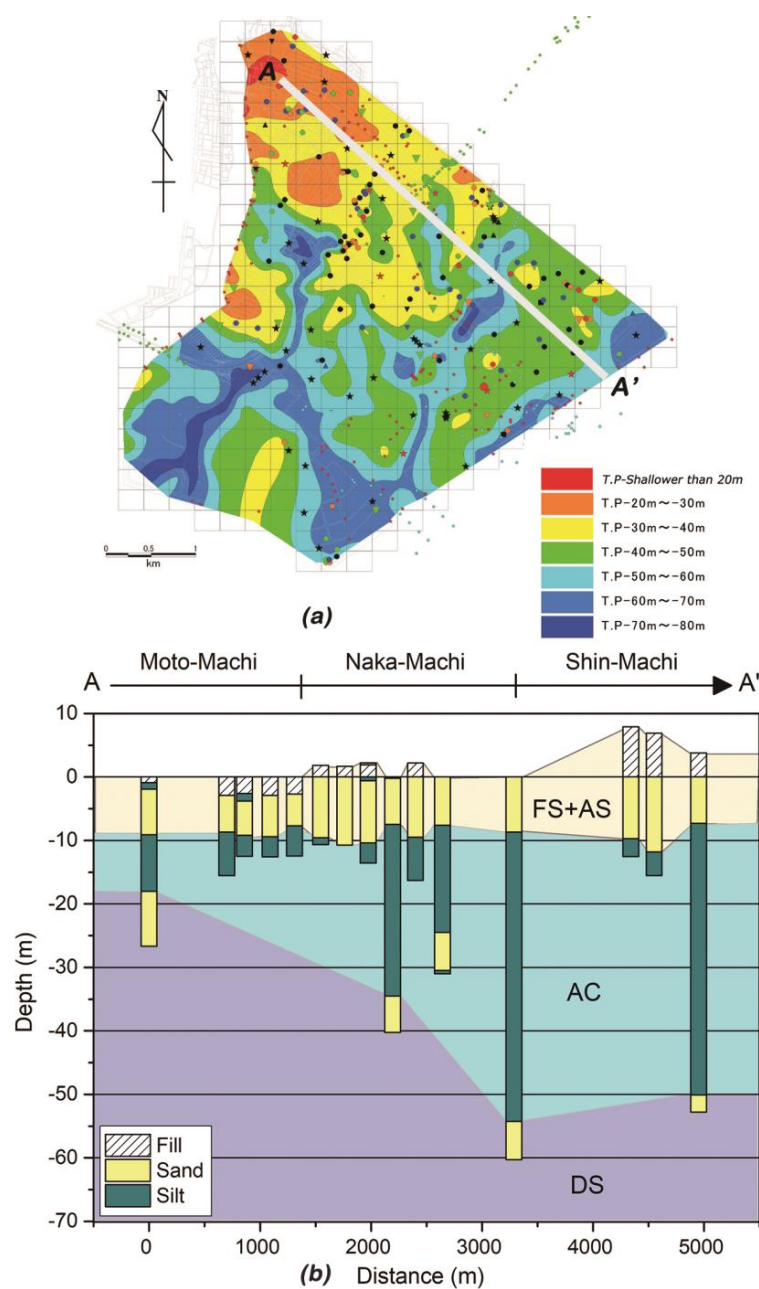 N
A
A'
0 0.5 1
km
T.P-Shallower than 20m
T.P-20m～-30m
T.P-30m～-40m
T.P-40m～-50m
T.P-50m～-60m
T.P-60m～-70m
T.P-70m～-80m
(a)
Moto-Machi Naka-Machi Shin-Machi
A A'
10
0
-10
-20
-30
-40
-50
-60
-70
Depth (m)
FS+AS
AC
DS
Fill
Sand
Silt
0 1000 2000 3000 4000 5000
(b) Distance (m)